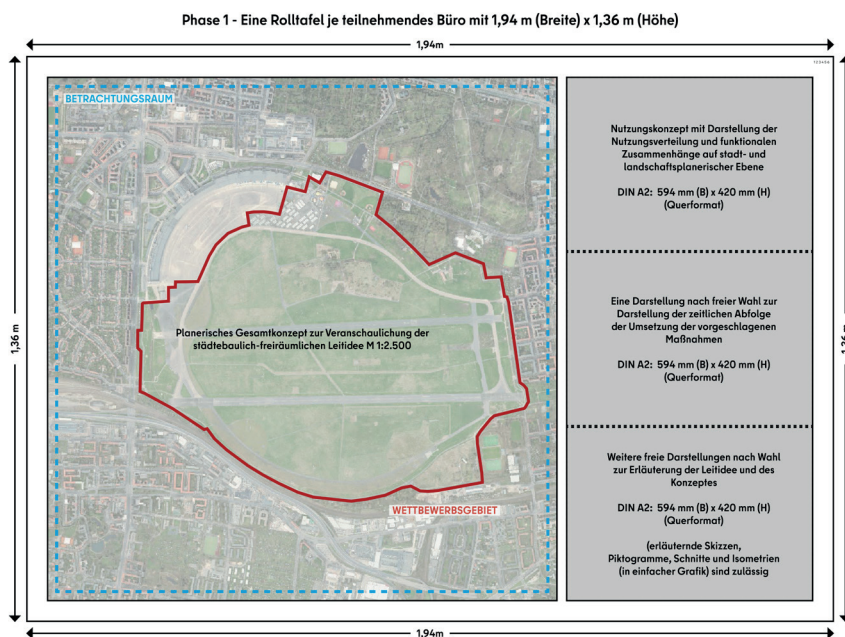 Phase 1 - Eine Rolltafel je teilnehmendes Büro mit 1,94 m (Breite) x 1,36 m (Höhe)
1,94m
123456
BETRACHTUNGSRAUM
Nutzungskonzept mit Darstellung der
Nutzungsverteilung und funktionalen
Zusammenhänge auf stadt- und
landschaftsplanerischer Ebene
DIN A2: 594 mm (B) x 420 mm (H)
(Querformat)
1,36 m
Planerisches Gesamtkonzept zur Veranschaulichung der
städtebaulich-freiräumlichen Leitidee M 1:2.500
Eine Darstellung nach freier Wahl zur
Darstellung der zeitlichen Abfolge
der Umsetzung der vorgeschlagenen
Maßnahmen
DIN A2: 594 mm (B) x 420 mm (H)
(Querformat)
1,36 m
Weitere freie Darstellungen nach Wahl
zur Erläuterung der Leitidee und des
Konzeptes
DIN A2: 594 mm (B) x 420 mm (H)
(Querformat)
(erläuternde Skizzen,
Piktogramme, Schnitte und Isometrien
(in einfacher Grafik) sind zulässig
WETTBEWERBSGEBIET
1,94m